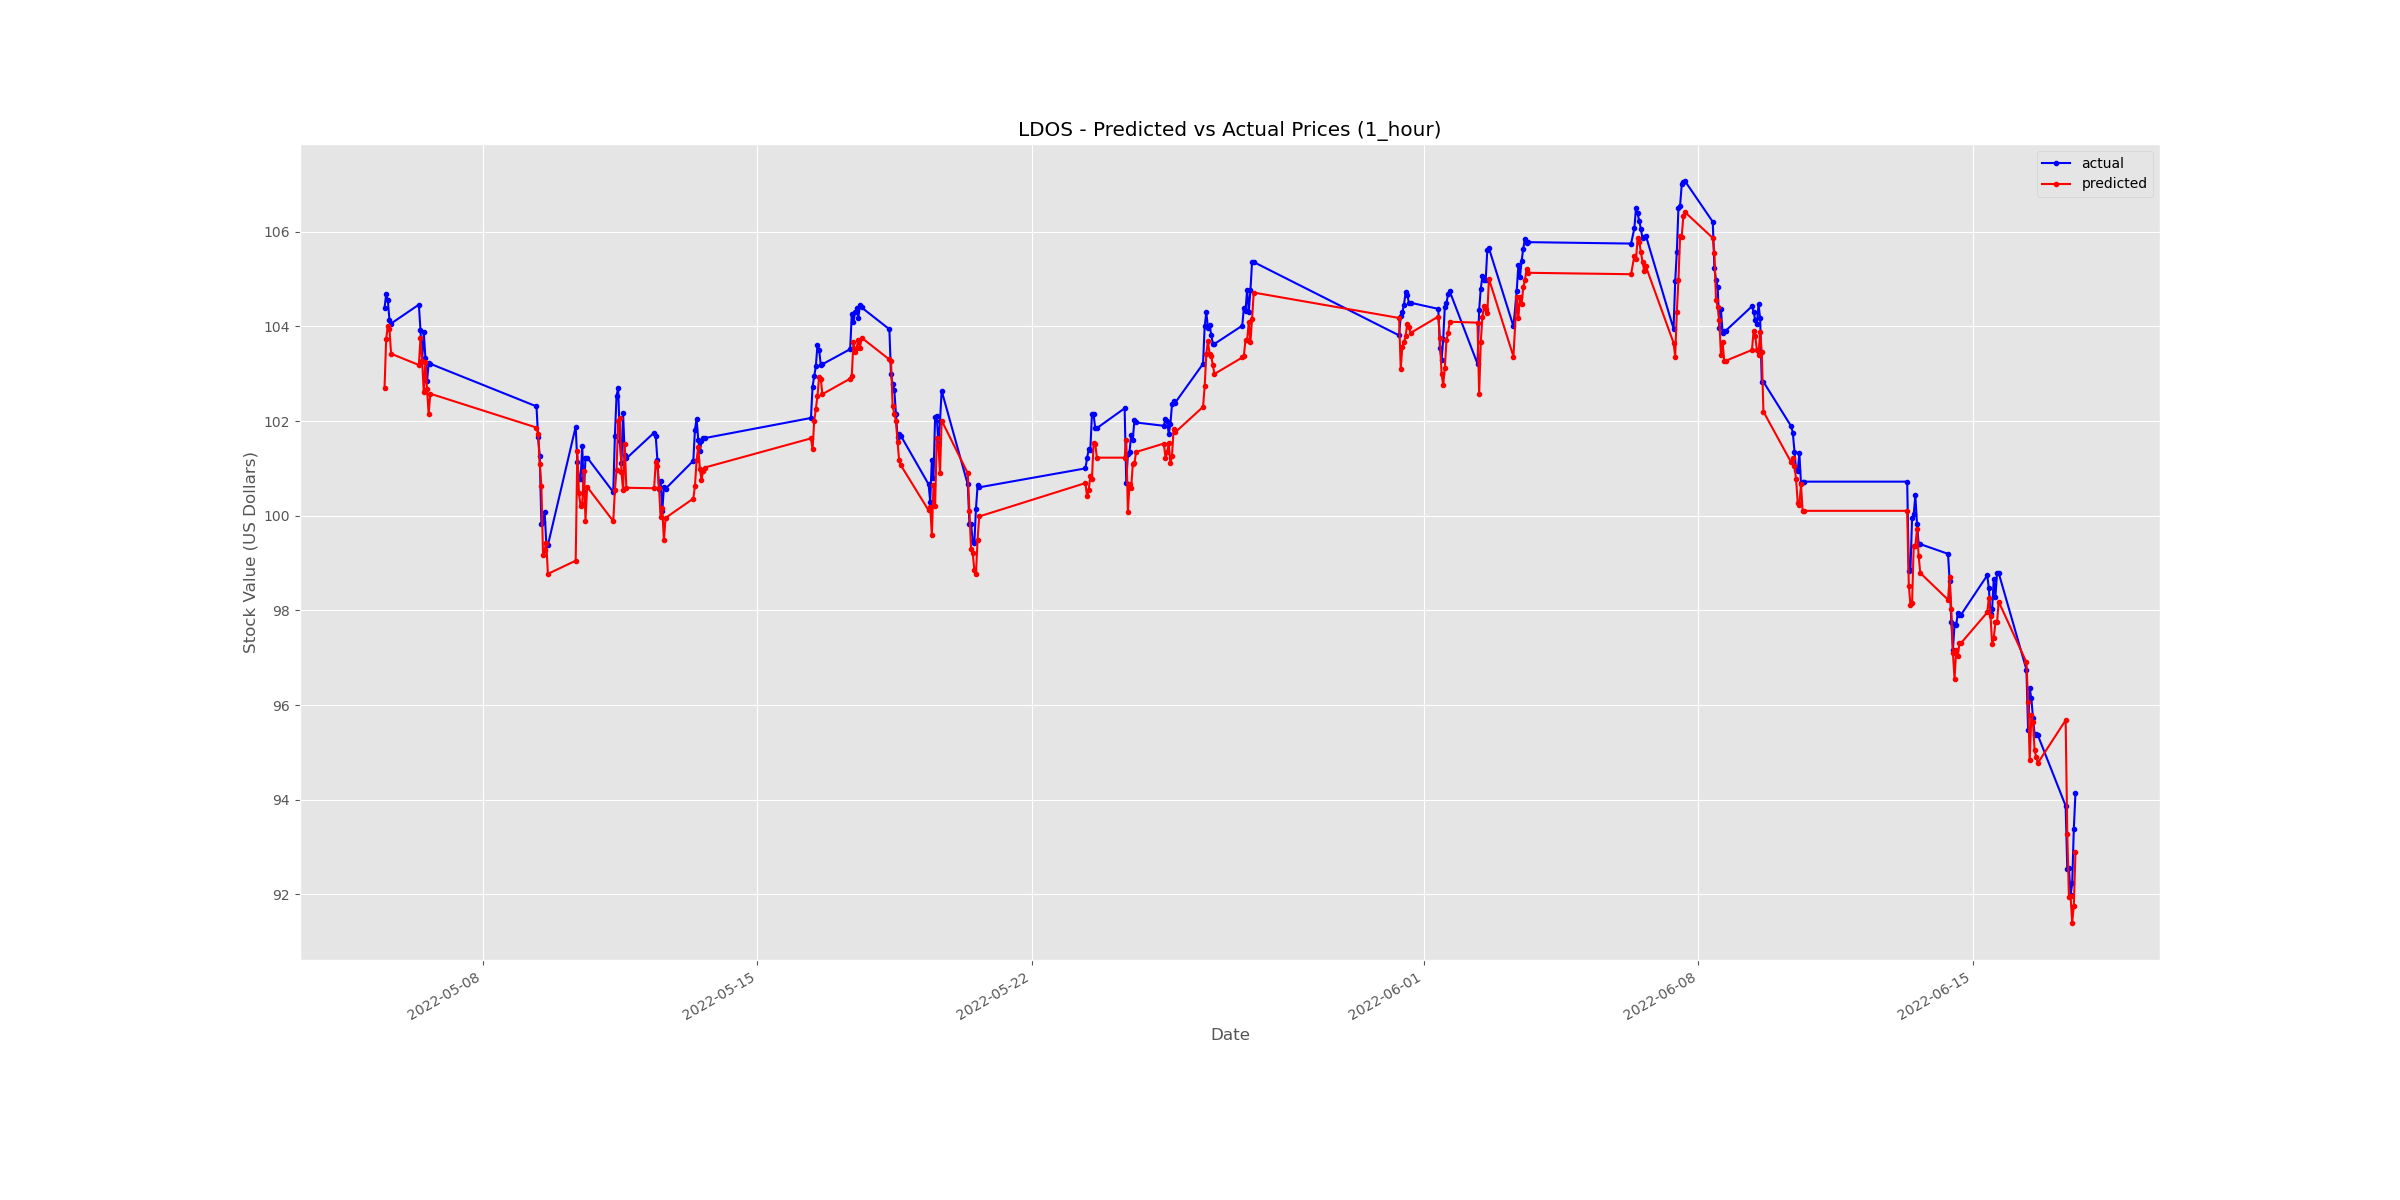 LDOS - Predicted vs Actual Prices (1_hour)
actual
predicted
Stock Value (US Dollars)
106
104
102
100
98
96
94
92
2022-05-08
2022-05-15
2022-05-22
2022-06-01
2022-06-08
2022-06-15
Date